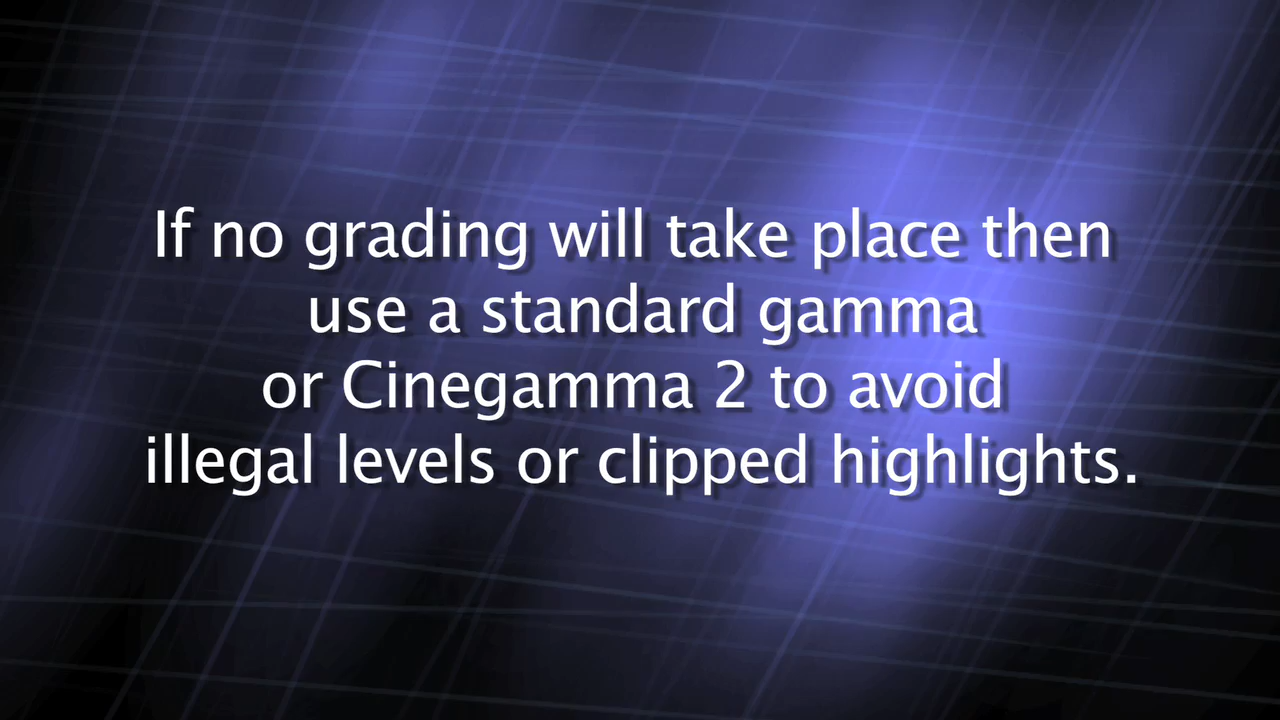 If no grading will take place then
use a standard gamma
or Cinegamma 2 to avoid
illegal levels or clipped highlights.